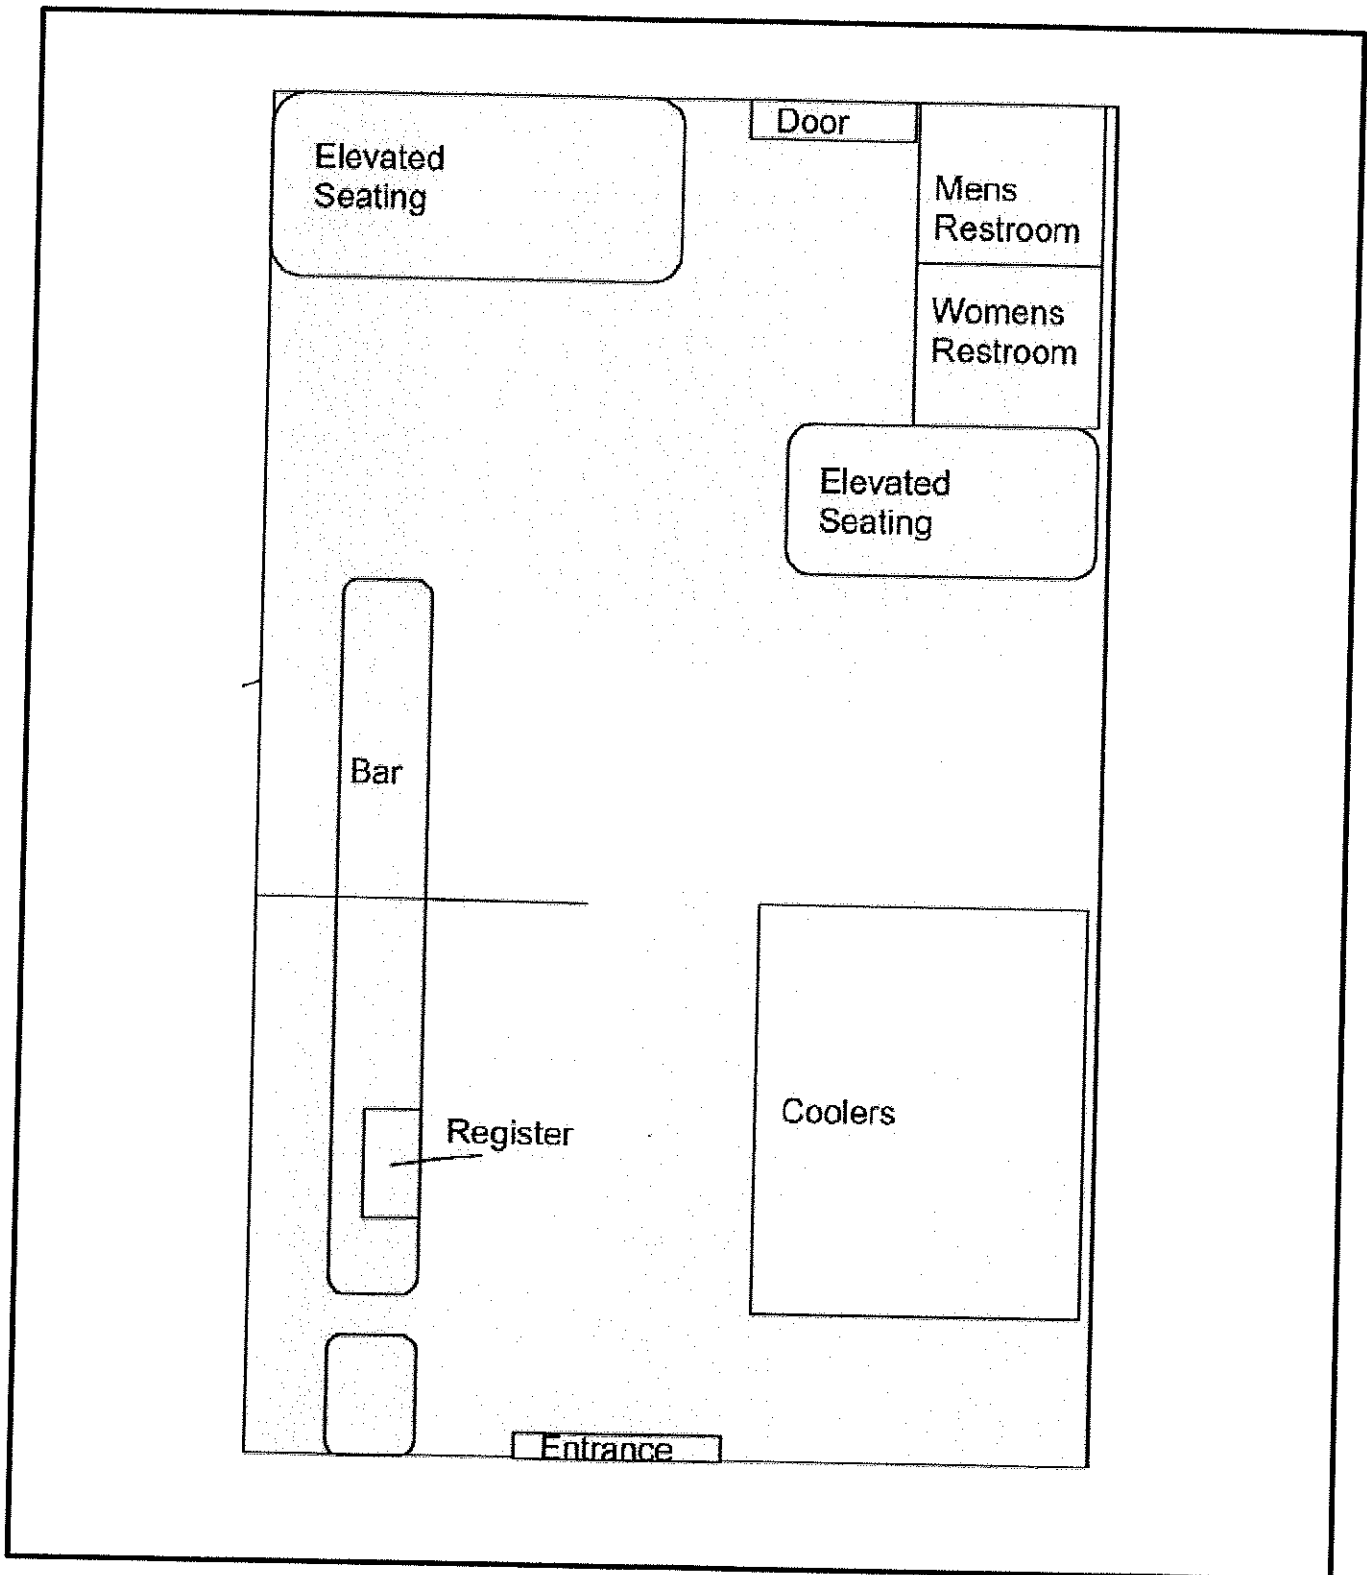 Door
Elevated
Seating
Mens
Restroom
Womens
Restroom
Elevated
Seating
Bar
Coolers
Register
Entrance